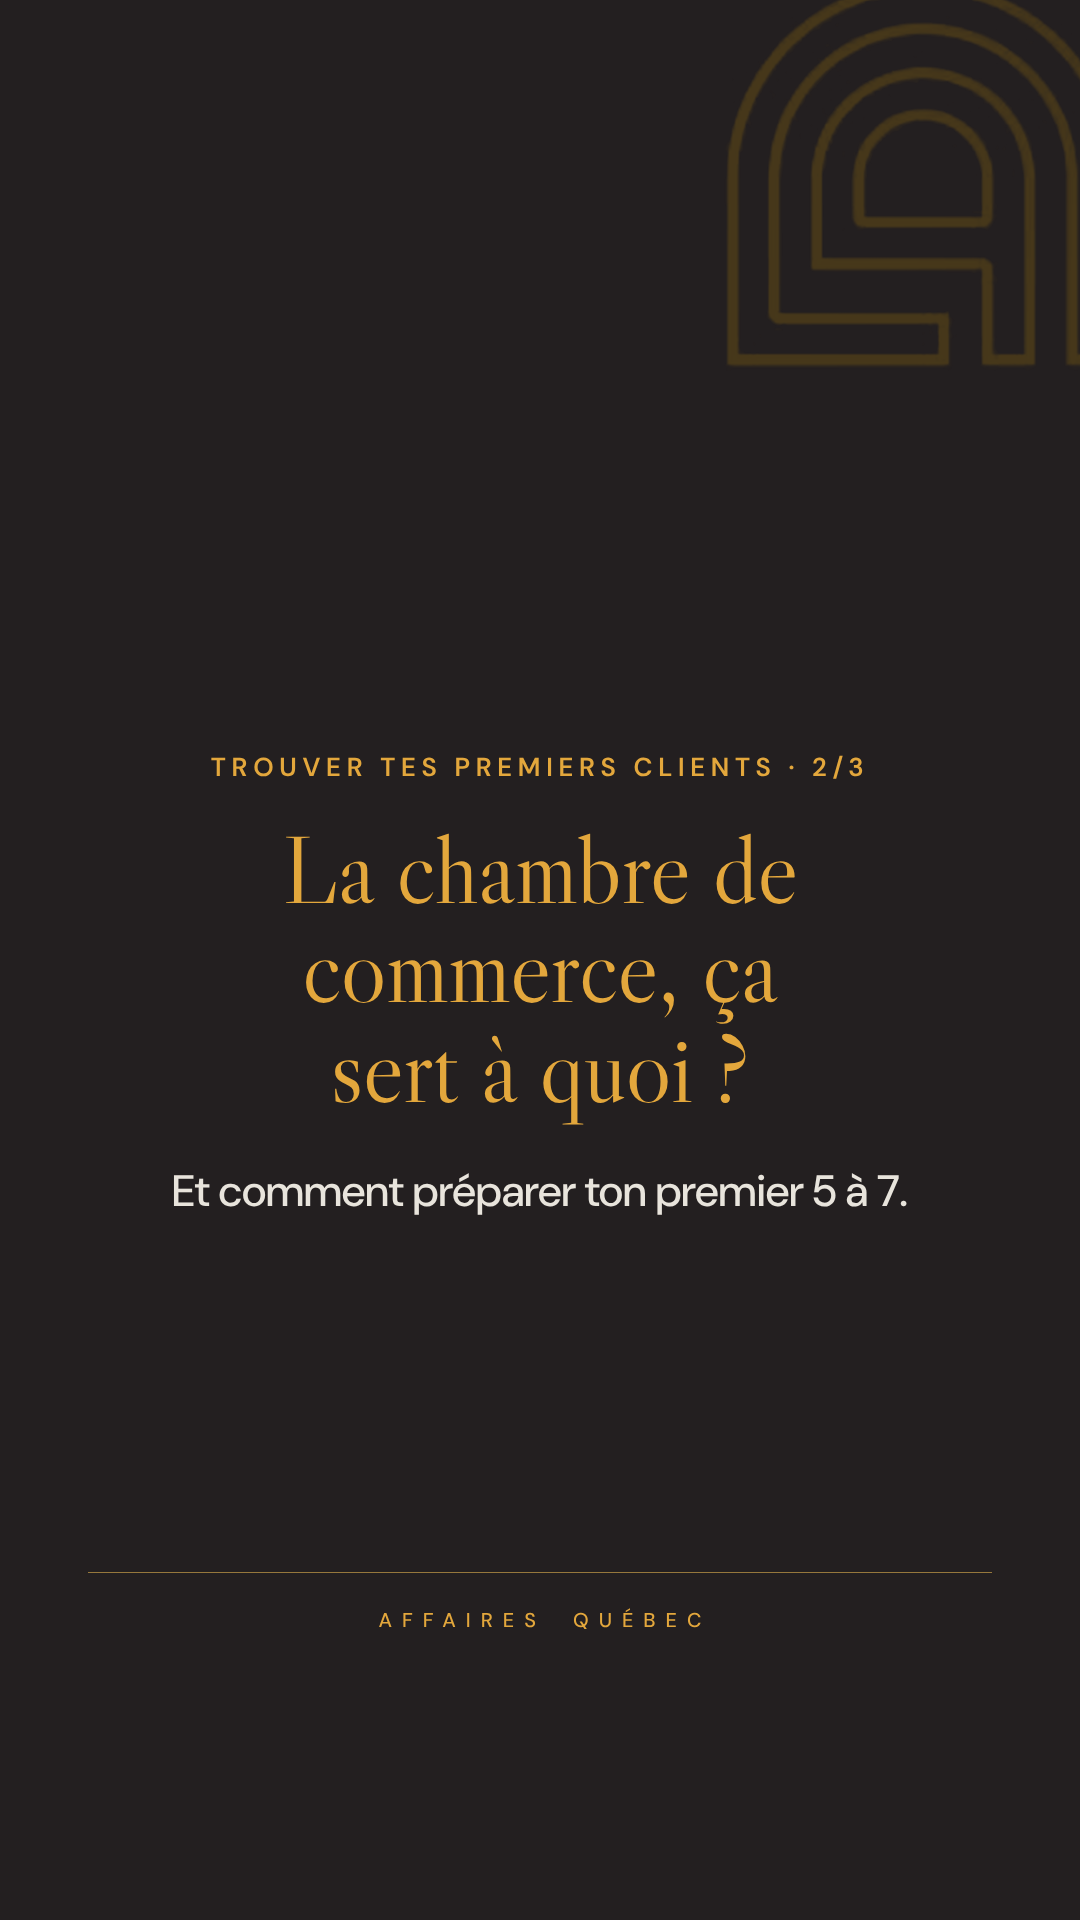 TROUVER TES PREMIERS CLIENTS · 2/3
La chambre de
commerce, ça
sert à quoi ?
Et comment préparer ton premier 5 à 7.
AFFAIRES QUÉBEC